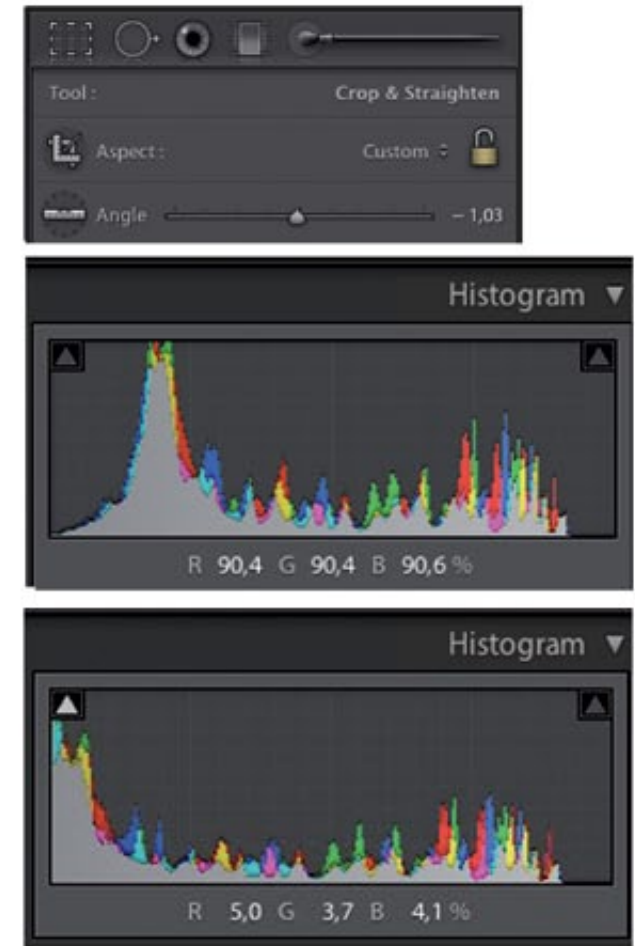 Tool : Crop & Straighten
Aspect : Custom
Angle – 1,03
Histogram
R 90,4 G 90,4 B 90,6 %
Histogram
R 5,0 G 3,7 B 4,1 %